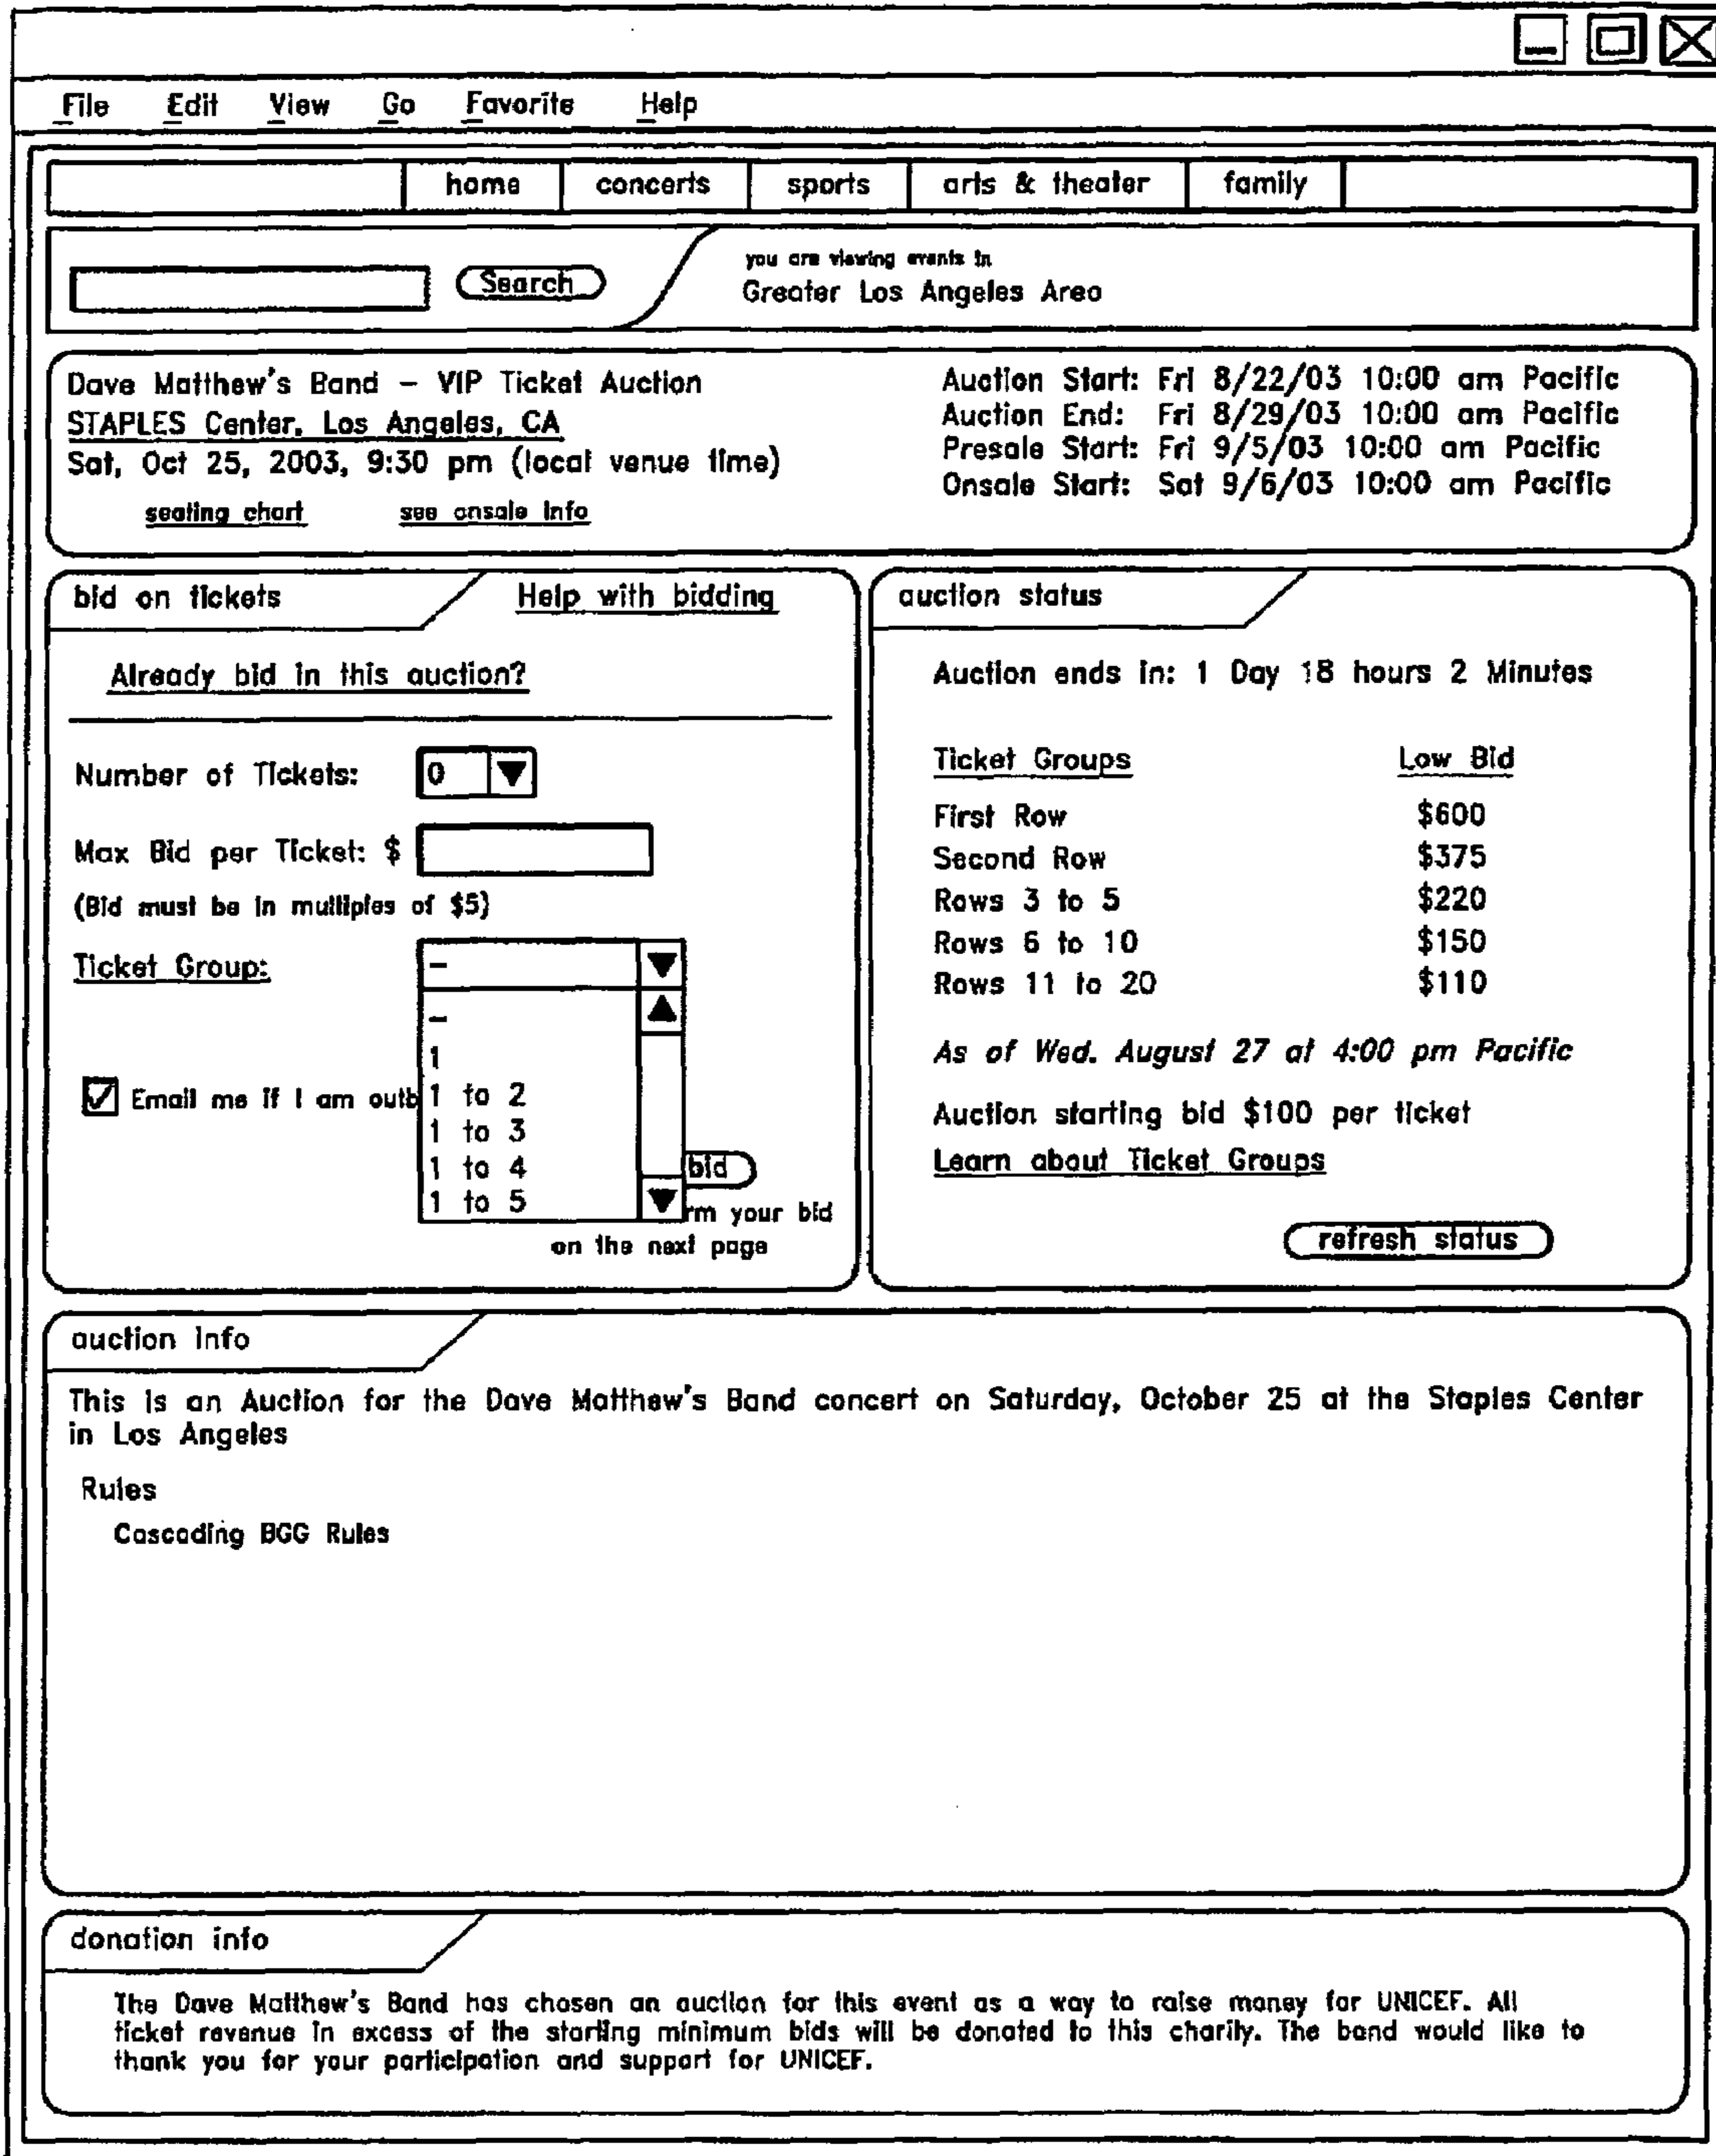 File Edit View Go Favorite Help
home concerts sports arts & theater family
Search
you are viewing events in
Greater Los Angeles Area
Dave Matthew's Band - VIP Ticket Auction
STAPLES Center, Los Angeles, CA
Sat, Oct 25, 2003, 9:30 pm (local venue time)
seating chart see onsale info
Auction Start: Fri 8/22/03 10:00 am Pacific
Auction End: Fri 8/29/03 10:00 am Pacific
Presale Start: Fri 9/5/03 10:00 am Pacific
Onsale Start: Sat 9/6/03 10:00 am Pacific
bid on tickets Help with bidding
Already bid in this auction?
Number of Tickets: 0
Max Bid per Ticket: $
(Bid must be in multiples of $5)
Ticket Group: -
-
1
1 to 2
1 to 3
1 to 4
1 to 5
Email me if I am outb
bid
rm your bid
on the next page
auction status
Auction ends in: 1 Day 18 hours 2 Minutes
Ticket Groups Low Bid
First Row $600
Second Row $375
Rows 3 to 5 $220
Rows 6 to 10 $150
Rows 11 to 20 $110
As of Wed. August 27 at 4:00 pm Pacific
Auction starting bid $100 per ticket
Learn about Ticket Groups
refresh status
auction info
This is an Auction for the Dave Matthew's Band concert on Saturday, October 25 at the Staples Center
in Los Angeles
Rules
Cascading BGG Rules
donation info
The Dave Matthew's Band has chosen an auction for this event as a way to raise money for UNICEF. All
ticket revenue in excess of the starting minimum bids will be donated to this charity. The band would like to
thank you for your participation and support for UNICEF.